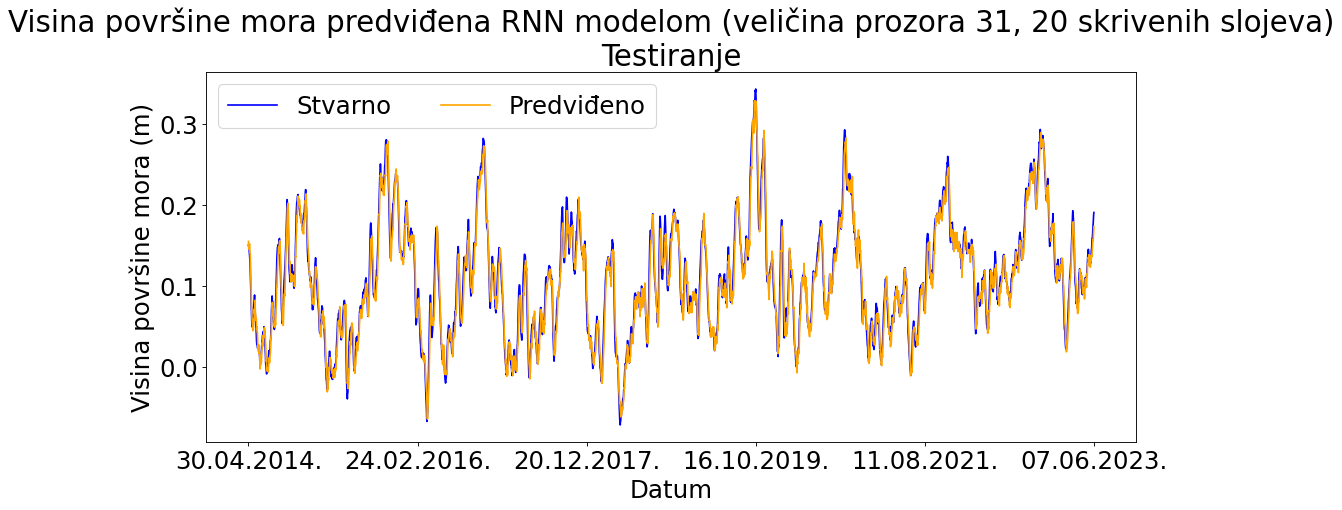 Visina površine mora predviđena RNN modelom (veličina prozora 31, 20 skrivenih slojeva)
Testiranje
Stvarno
Predviđeno
Visina površine mora (m)
0.3
0.2
0.1
0.0
30.04.2014.
24.02.2016.
20.12.2017.
16.10.2019.
11.08.2021.
07.06.2023.
Datum